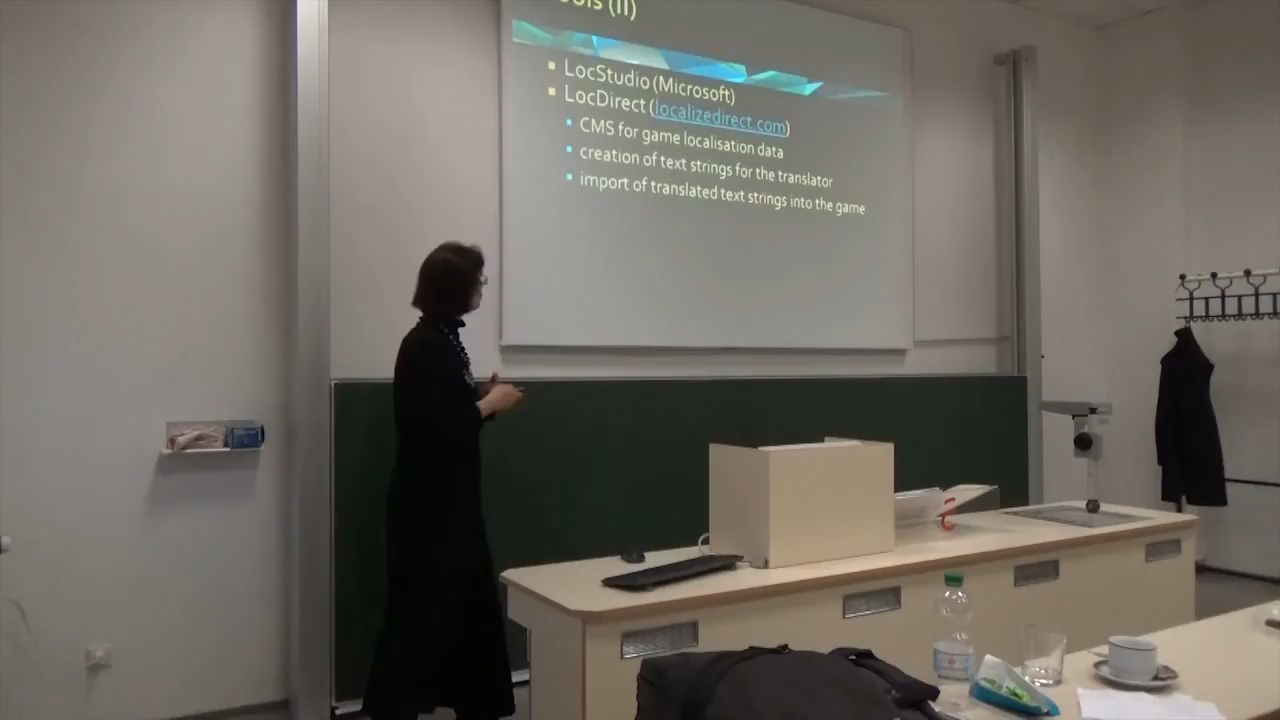 (II)
LocStudio (Microsoft)
LocDirect (localizedirect.com)
CMS for game localisation data
creation of text strings for the translator
import of translated text strings into the game